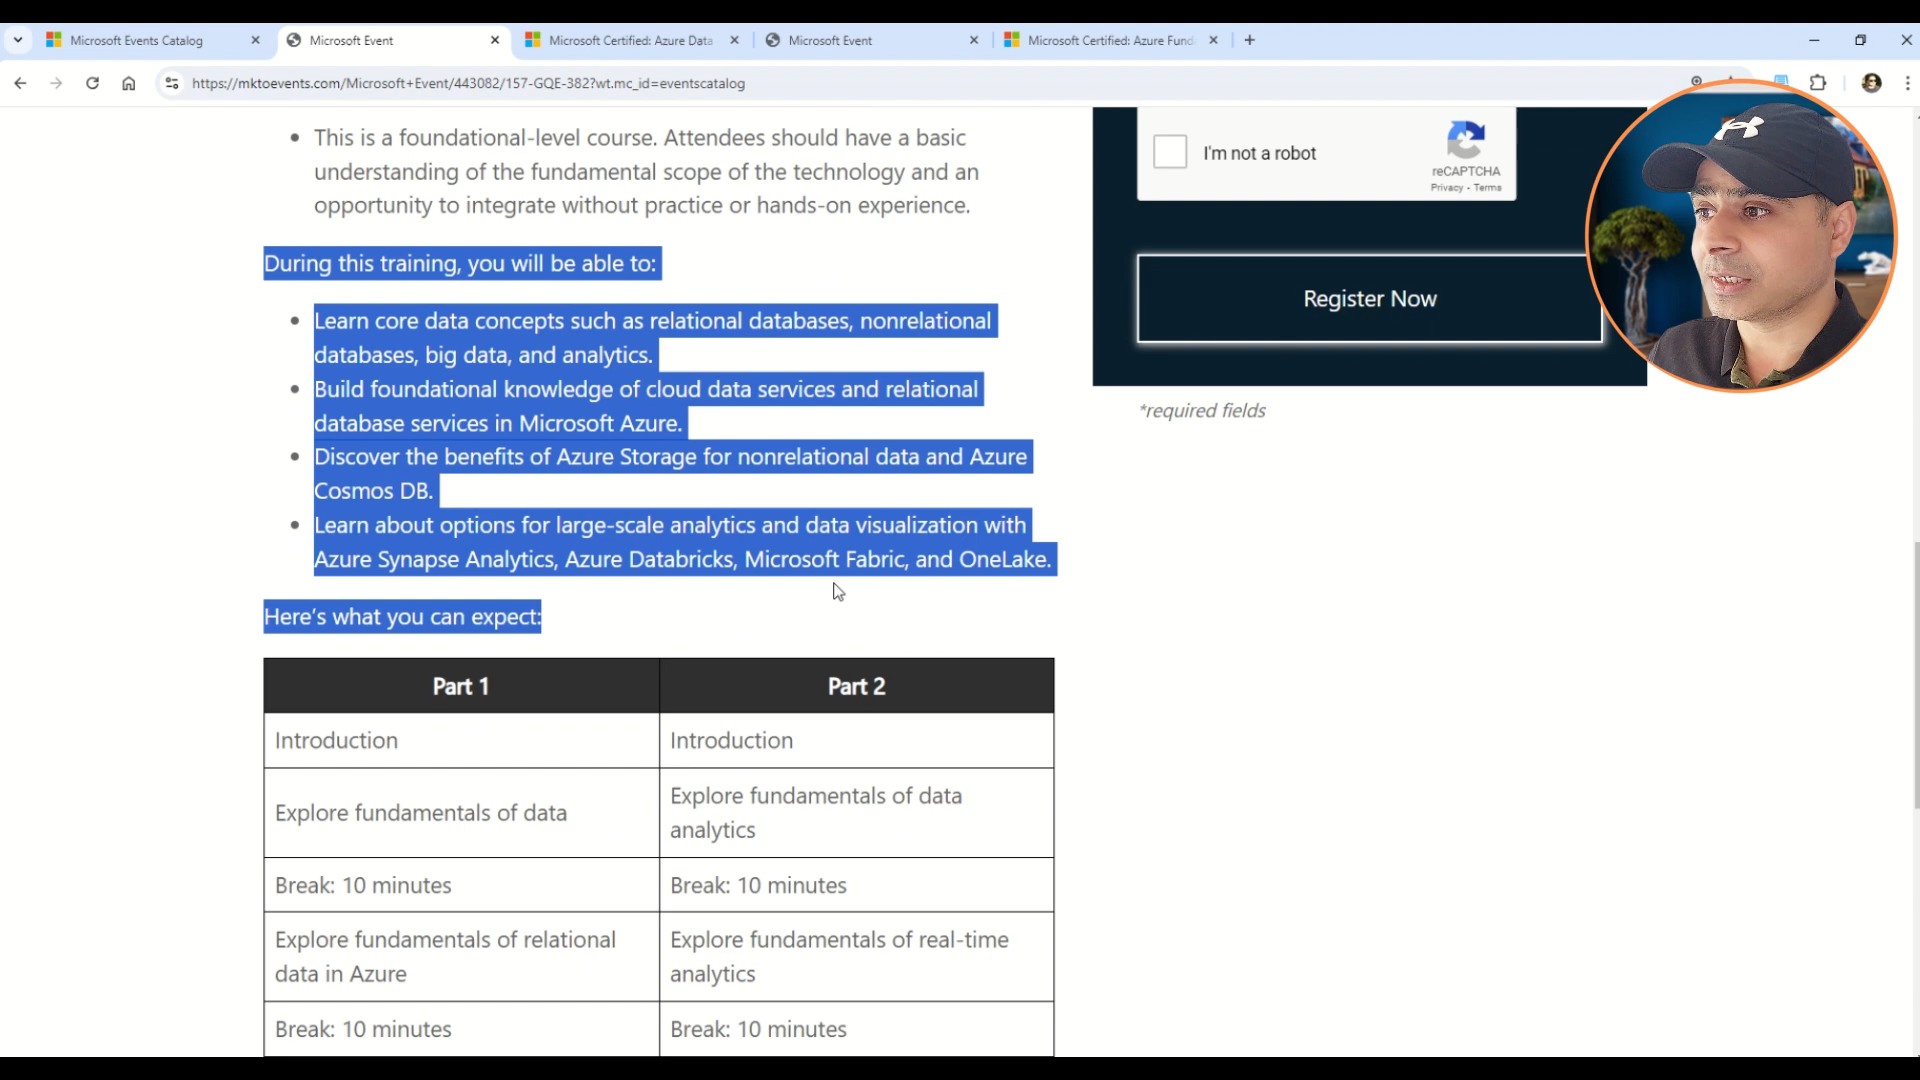 Microsoft Events Catalog
Microsoft Event
Microsoft Certified: Azure Data
Microsoft Event
Microsoft Certified: Azure Fund
https://mktoevents.com/Microsoft+Event/443082/157-GQE-382?wt.mc_id=eventscatalog
This is a foundational-level course. Attendees should have a basic
understanding of the fundamental scope of the technology and an
opportunity to integrate without practice or hands-on experience.
During this training, you will be able to:
Learn core data concepts such as relational databases, nonrelational
databases, big data, and analytics.
Build foundational knowledge of cloud data services and relational
database services in Microsoft Azure.
Discover the benefits of Azure Storage for nonrelational data and Azure
Cosmos DB.
Learn about options for large-scale analytics and data visualization with
Azure Synapse Analytics, Azure Databricks, Microsoft Fabric, and OneLake.
Here's what you can expect:
Part 1
Part 2
Introduction
Introduction
Explore fundamentals of data
Explore fundamentals of data
analytics
Break: 10 minutes
Break: 10 minutes
Explore fundamentals of relational
data in Azure
Explore fundamentals of real-time
analytics
Break: 10 minutes
Break: 10 minutes
I'm not a robot
reCAPTCHA
Privacy - Terms
Register Now
*required fields